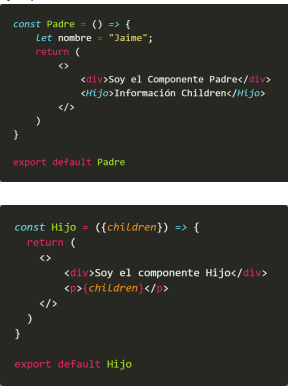 const Padre = () => {
    let nombre = "Jaime";
    return (
        <>
            <div>Soy el Componente Padre</div>
            <Hijo>Información Children</Hijo>
        </>
    )
}
export default Padre
const Hijo = ({children}) => {
  return (
    <>
        <div>Soy el componente Hijo</div>
        <p>{children}</p>
    </>
  )
}
export default Hijo